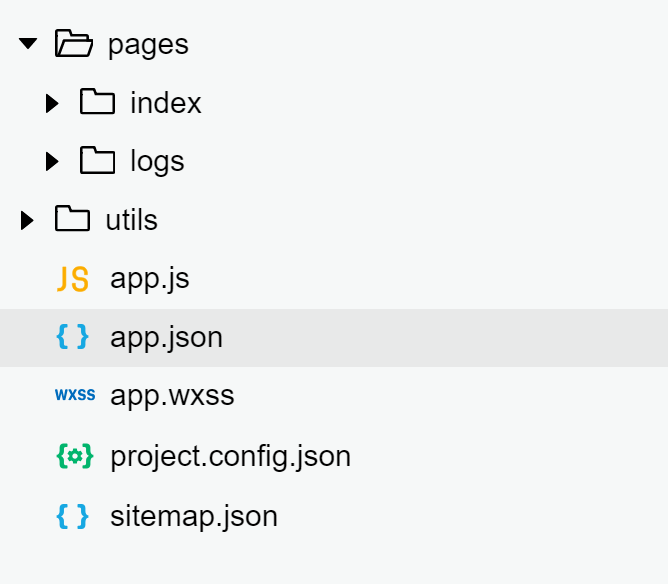 pages
index
logs
utils
JS app.js
{ } app.json
WXSS app.wxss
{ } project.config.json
{ } sitemap.json